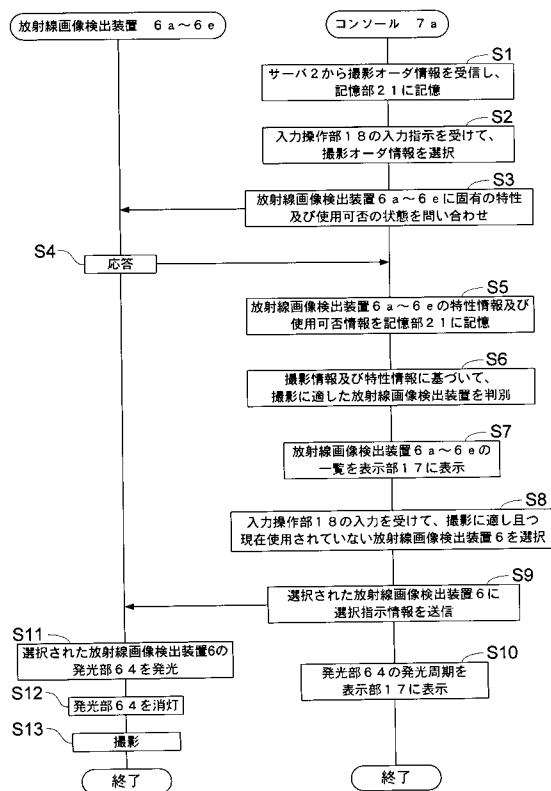 放射線画像検出装置　６ａ〜６ｅ
コンソール　７ａ
S1
サーバ２から撮影オーダ情報を受信し、
記憶部２１に記憶
S2
入力操作部１８の入力指示を受けて、
撮影オーダ情報を選択
S3
放射線画像検出装置６ａ〜６ｅに固有の特性
及び使用可否の状態を問い合わせ
S4
応答
S5
放射線画像検出装置６ａ〜６ｅの特性情報及び
使用可否情報を記憶部２１に記憶
S6
撮影情報及び特性情報に基づいて、
撮影に適した放射線画像検出装置を判別
S7
放射線画像検出装置６ａ〜６ｅの
一覧を表示部１７に表示
S8
入力操作部１８の入力を受けて、撮影に適し且つ
現在使用されていない放射線画像検出装置６を選択
S9
選択された放射線画像検出装置６に
選択指示情報を送信
S11
選択された放射線画像検出装置6の
発光部６４を発光
S10
発光部６４の発光周期を
表示部１７に表示
S12
発光部６４を消灯
S13
撮影
終了
終了